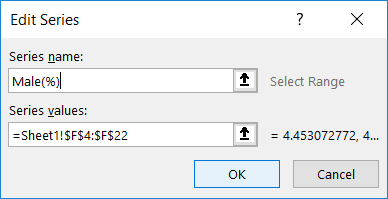 Edit Series
?
Series name:
Male(%)
Select Range
Series values:
=Sheet1!$F$4:$F$22
= 4.453072772, 4...
OK
Cancel